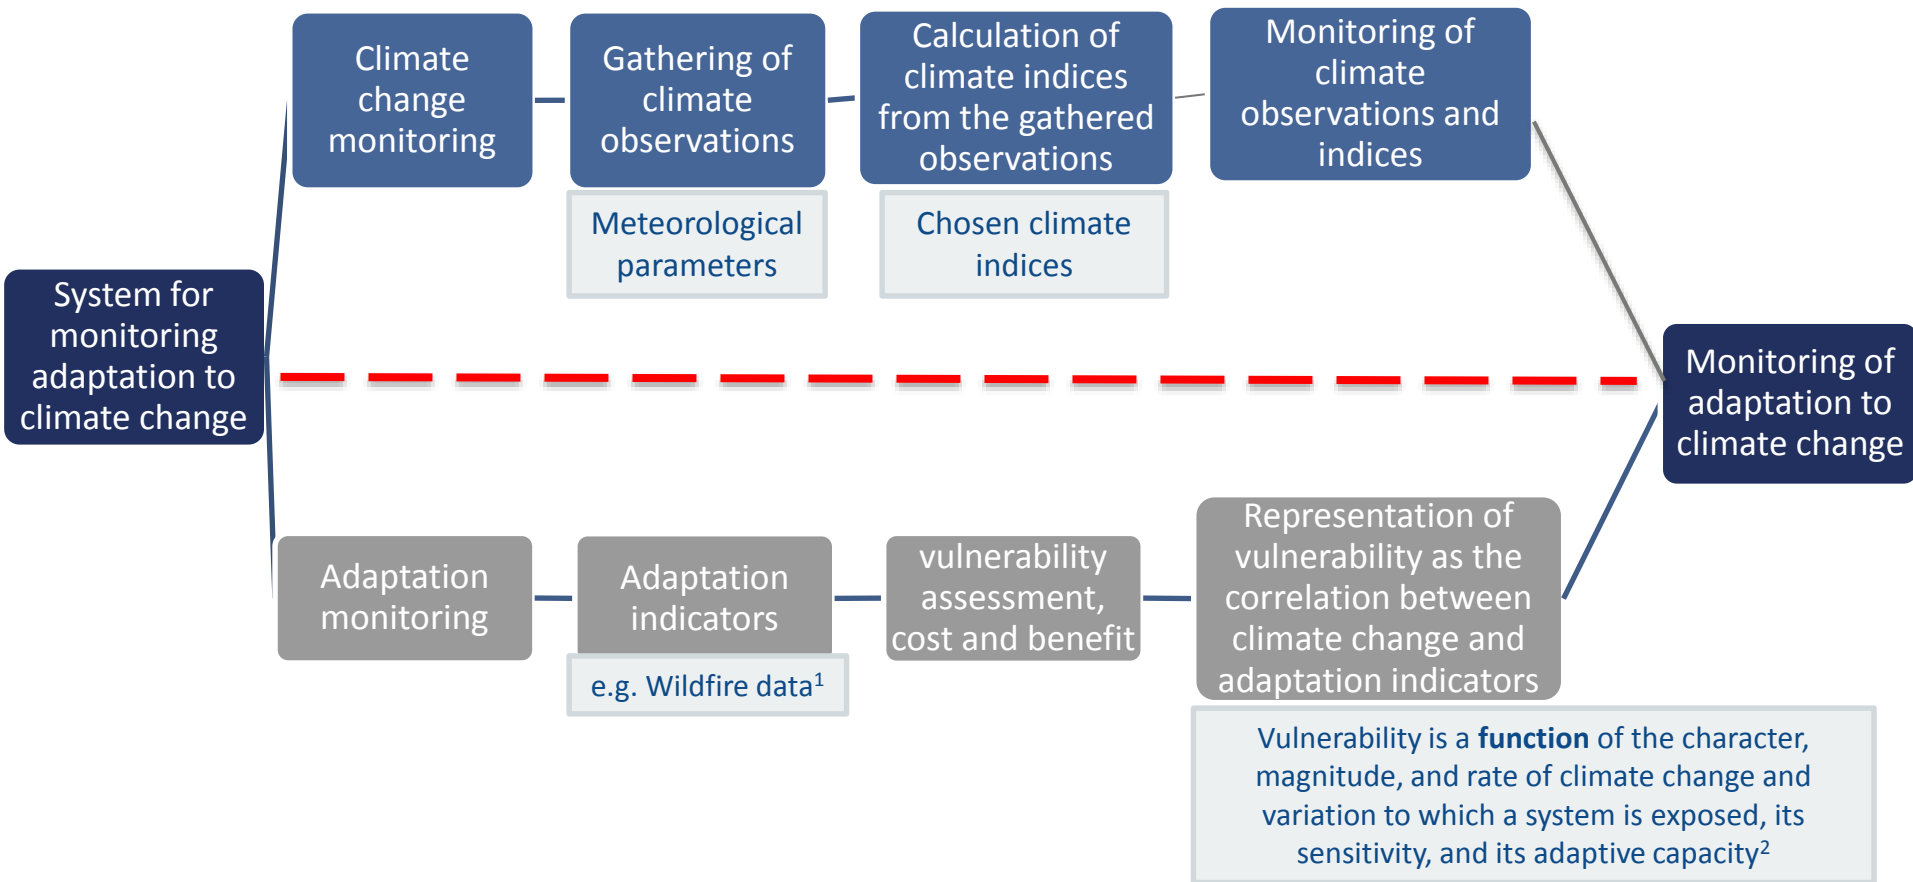 System for
monitoring
adaptation to
climate change
Climate
change
monitoring
Gathering of
climate
observations
Meteorological
parameters
Calculation of
climate indices
from the gathered
observations
Chosen climate
indices
Monitoring of
climate
observations and
indices
Adaptation
monitoring
Adaptation
indicators
e.g. Wildfire data¹
vulnerability
assessment,
cost and benefit
Representation of
vulnerability as the
correlation between
climate change and
adaptation indicators
Vulnerability is a function of the character,
magnitude, and rate of climate change and
variation to which a system is exposed, its
sensitivity, and its adaptive capacity²
Monitoring of
adaptation to
climate change